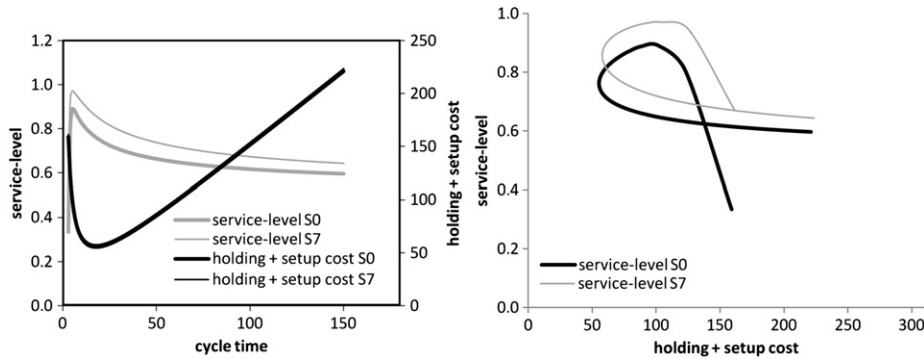 1.2
1.0
0.8
0.6
0.4
0.2
0.0
service-level
250
200
150
100
50
0
holding + setup cost
service-level S0
service-level S7
holding + setup cost S0
holding + setup cost S7
0 50 100 150
cycle time
1.0
0.8
0.6
0.4
0.2
0.0
service-level
service-level S0
service-level S7
0 50 100 150 200 250 300
holding + setup cost